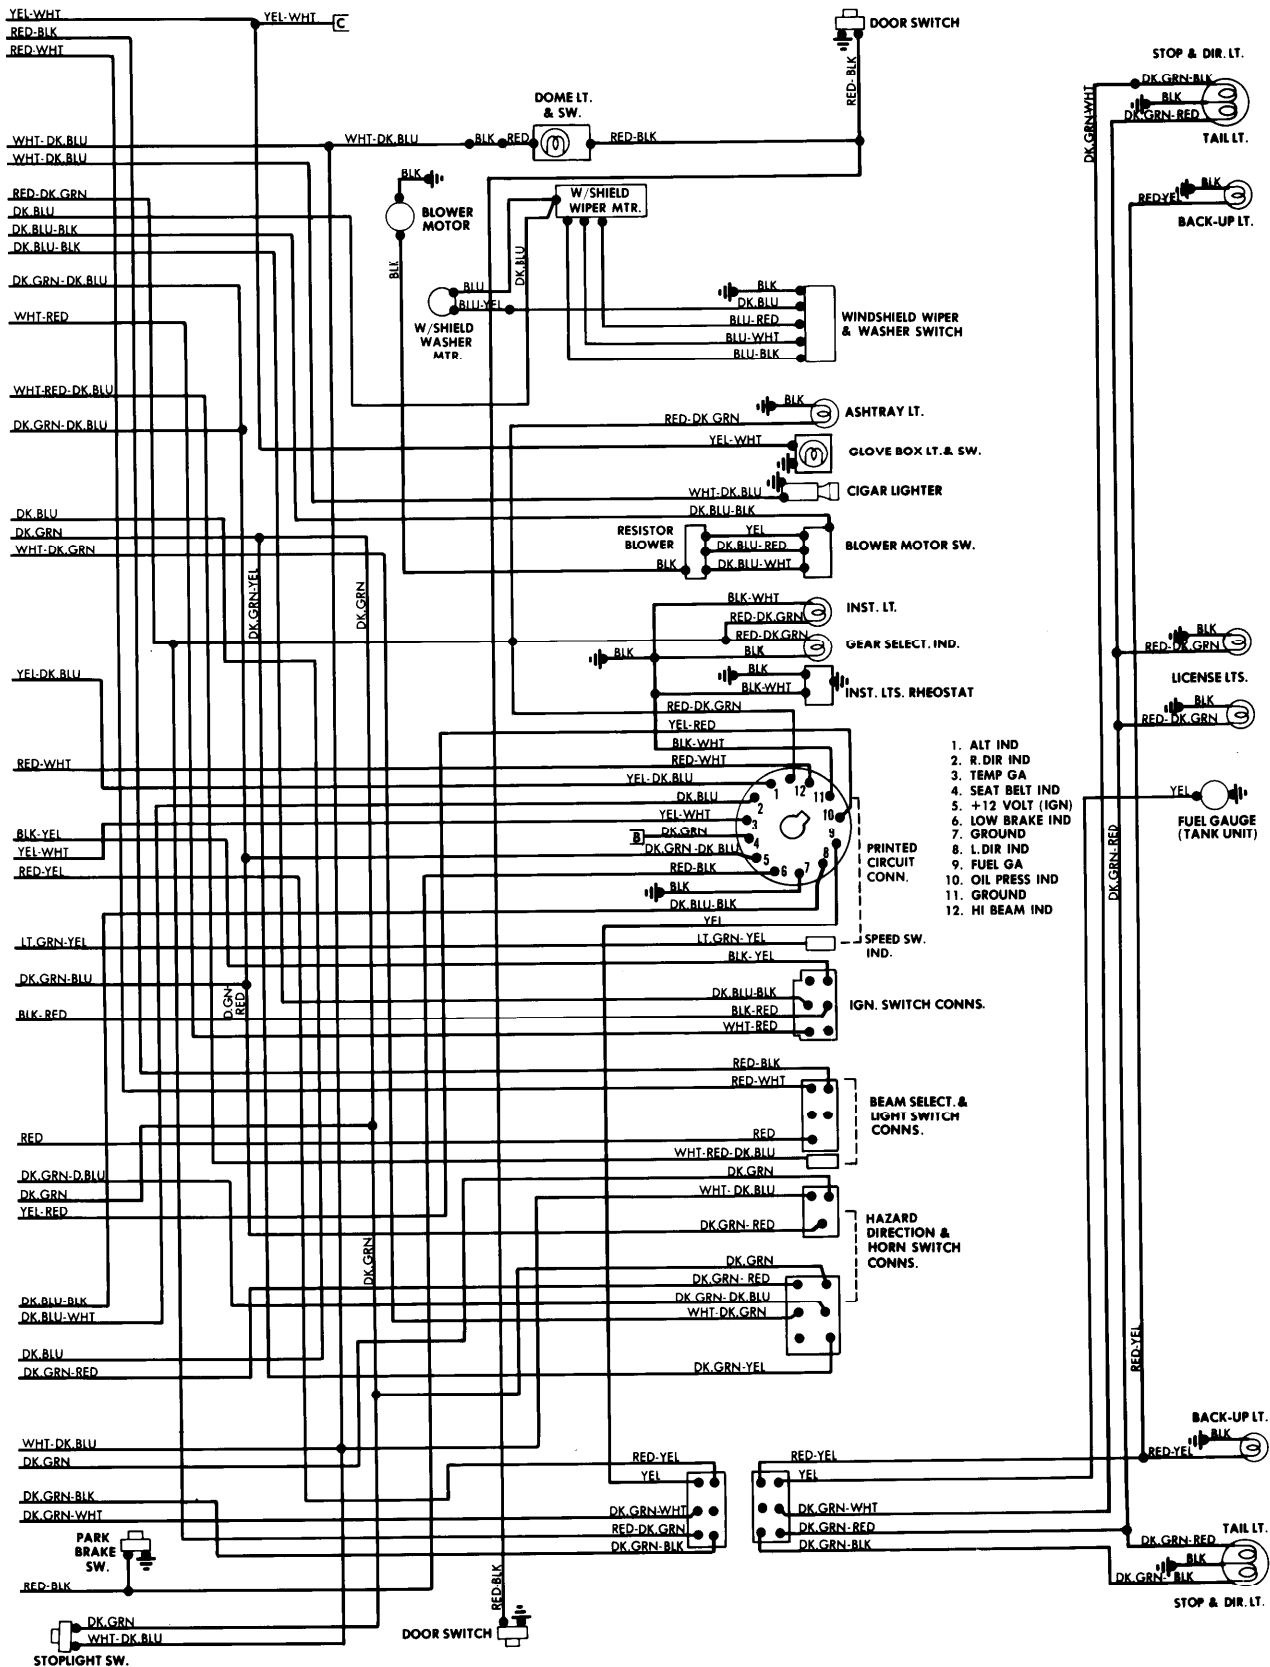 YEL-WHT
YEL-WHT
C
RED-BLK
RED-WHT
DOOR SWITCH
RED-BLK
STOP & DIR. LT.
DK.GRN-BLK
BLK
DK.GRN-RED
TAIL LT.
DK.GRN-WHT
DOME LT.
& SW.
WHT-DK.BLU
WHT-DK.BLU
BLK
RED
RED-BLK
WHT-DK.BLU
BLK
BLOWER
MOTOR
W/SHIELD
WIPER MTR.
BLK
RED-YEL
BACK-UP LT.
RED-DK.GRN
DK.BLU
DK.BLU-BLK
DK.BLU-BLK
DK.GRN-DK.BLU
WHT-RED
BLK
DK.BLU
BLU
BLU-YEL
W/SHIELD
WASHER
MTR.
BLK
DK.BLU
BLU-RED
BLU-WHT
BLU-BLK
WINDSHIELD WIPER
& WASHER SWITCH
WHT-RED-DK.BLU
DK.GRN-DK.BLU
BLK
RED-DK GRN
ASHTRAY LT.
YEL-WHT
GLOVE BOX LT.& SW.
WHT-DK.BLU
CIGAR LIGHTER
DK.BLU-BLK
DK.BLU
DK.GRN
WHT-DK.GRN
RESISTOR
BLOWER
YEL
DK.BLU-RED
DK.BLU-WHT
BLK
BLOWER MOTOR SW.
DK.GRN-YEL
DK.GRN
BLK-WHT
RED-DK.GRN
INST. LT.
RED-DK.GRN
BLK
BLK
GEAR SELECT. IND.
BLK
BLK-WHT
INST. LTS. RHEOSTAT
BLK
RED-DK.GRN
LICENSE LTS.
BLK
RED-DK.GRN
YEL-DK.BLU
RED-DK.GRN
YEL-RED
BLK-WHT
RED-WHT
RED-WHT
YEL-DK.BLU
DK.BLU
YEL-WHT
B
DK.GRN
DK.GRN-DK BLU
RED-BLK
BLK
DK.BLU-BLK
YEL
1
2
3
4
5
6
7
8
9
10
11
12
PRINTED
CIRCUIT
CONN.
1. ALT IND
2. R.DIR IND
3. TEMP GA
4. SEAT BELT IND
5. +12 VOLT (IGN)
6. LOW BRAKE IND
7. GROUND
8. L.DIR IND
9. FUEL GA
10. OIL PRESS IND
11. GROUND
12. HI BEAM IND
YEL
FUEL GAUGE
(TANK UNIT)
DK.GRN-RED
BLK-YEL
YEL-WHT
RED-YEL
LT.GRN-YEL
LT.GRN-YEL
SPEED SW.
IND.
DK.GRN-BLU
D.GN-
RED
BLK-RED
BLK-YEL
DK.BLU-BLK
BLK-RED
WHT-RED
IGN. SWITCH CONNS.
RED-BLK
RED-WHT
RED
RED
WHT-RED-DK.BLU
BEAM SELECT. &
LIGHT SWITCH
CONNS.
DK.GRN-D.BLU
DK.GRN
YEL-RED
DK.GRN
WHT-DK.BLU
DK.GRN-RED
HAZARD
DIRECTION &
HORN SWITCH
CONNS.
DK.GRN
DK.GRN
DK.GRN-RED
DK GRN-DK.BLU
WHT-DK.GRN
DK.GRN-YEL
DK.BLU-BLK
DK.BLU-WHT
DK.BLU
DK.GRN-RED
RED-YEL
WHT-DK.BLU
DK.GRN
DK.GRN-BLK
DK.GRN-WHT
RED-YEL
YEL
DK.GRN-WHT
RED-DK.GRN
DK.GRN-BLK
RED-YEL
YEL
DK.GRN-WHT
DK.GRN-RED
DK.GRN-BLK
BACK-UP LT.
BLK
RED-YEL
TAIL LT.
DK.GRN-RED
BLK
DK.GRN-BLK
STOP & DIR. LT.
PARK
BRAKE
SW.
RED-BLK
DK.GRN
WHT-DK.BLU
STOPLIGHT SW.
RED-BLK
DOOR SWITCH